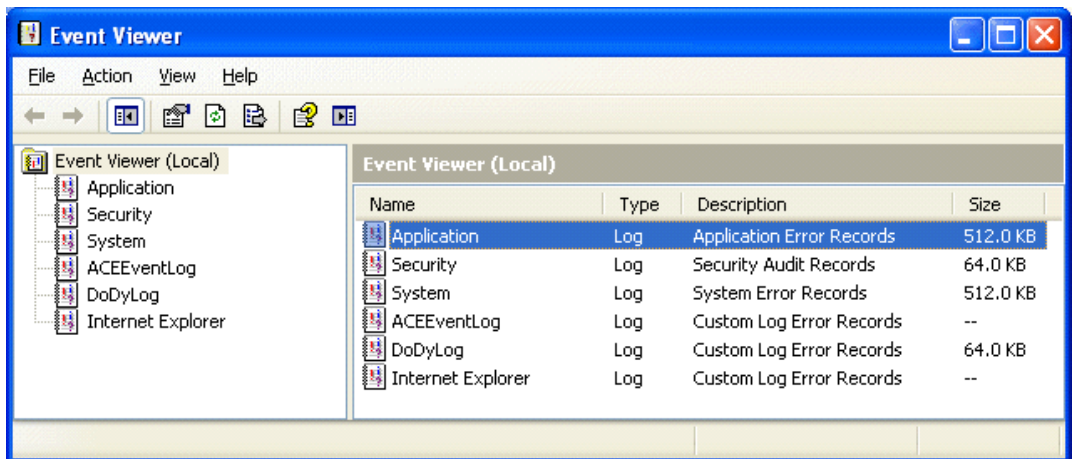 Event Viewer
File Action View Help
Event Viewer (Local)
Application
Security
System
ACEEventLog
DoDyLog
Internet Explorer
Event Viewer (Local)
Name Type Description Size
Application Log Application Error Records 512.0 KB
Security Log Security Audit Records 64.0 KB
System Log System Error Records 512.0 KB
ACEEventLog Log Custom Log Error Records --
DoDyLog Log Custom Log Error Records 64.0 KB
Internet Explorer Log Custom Log Error Records --